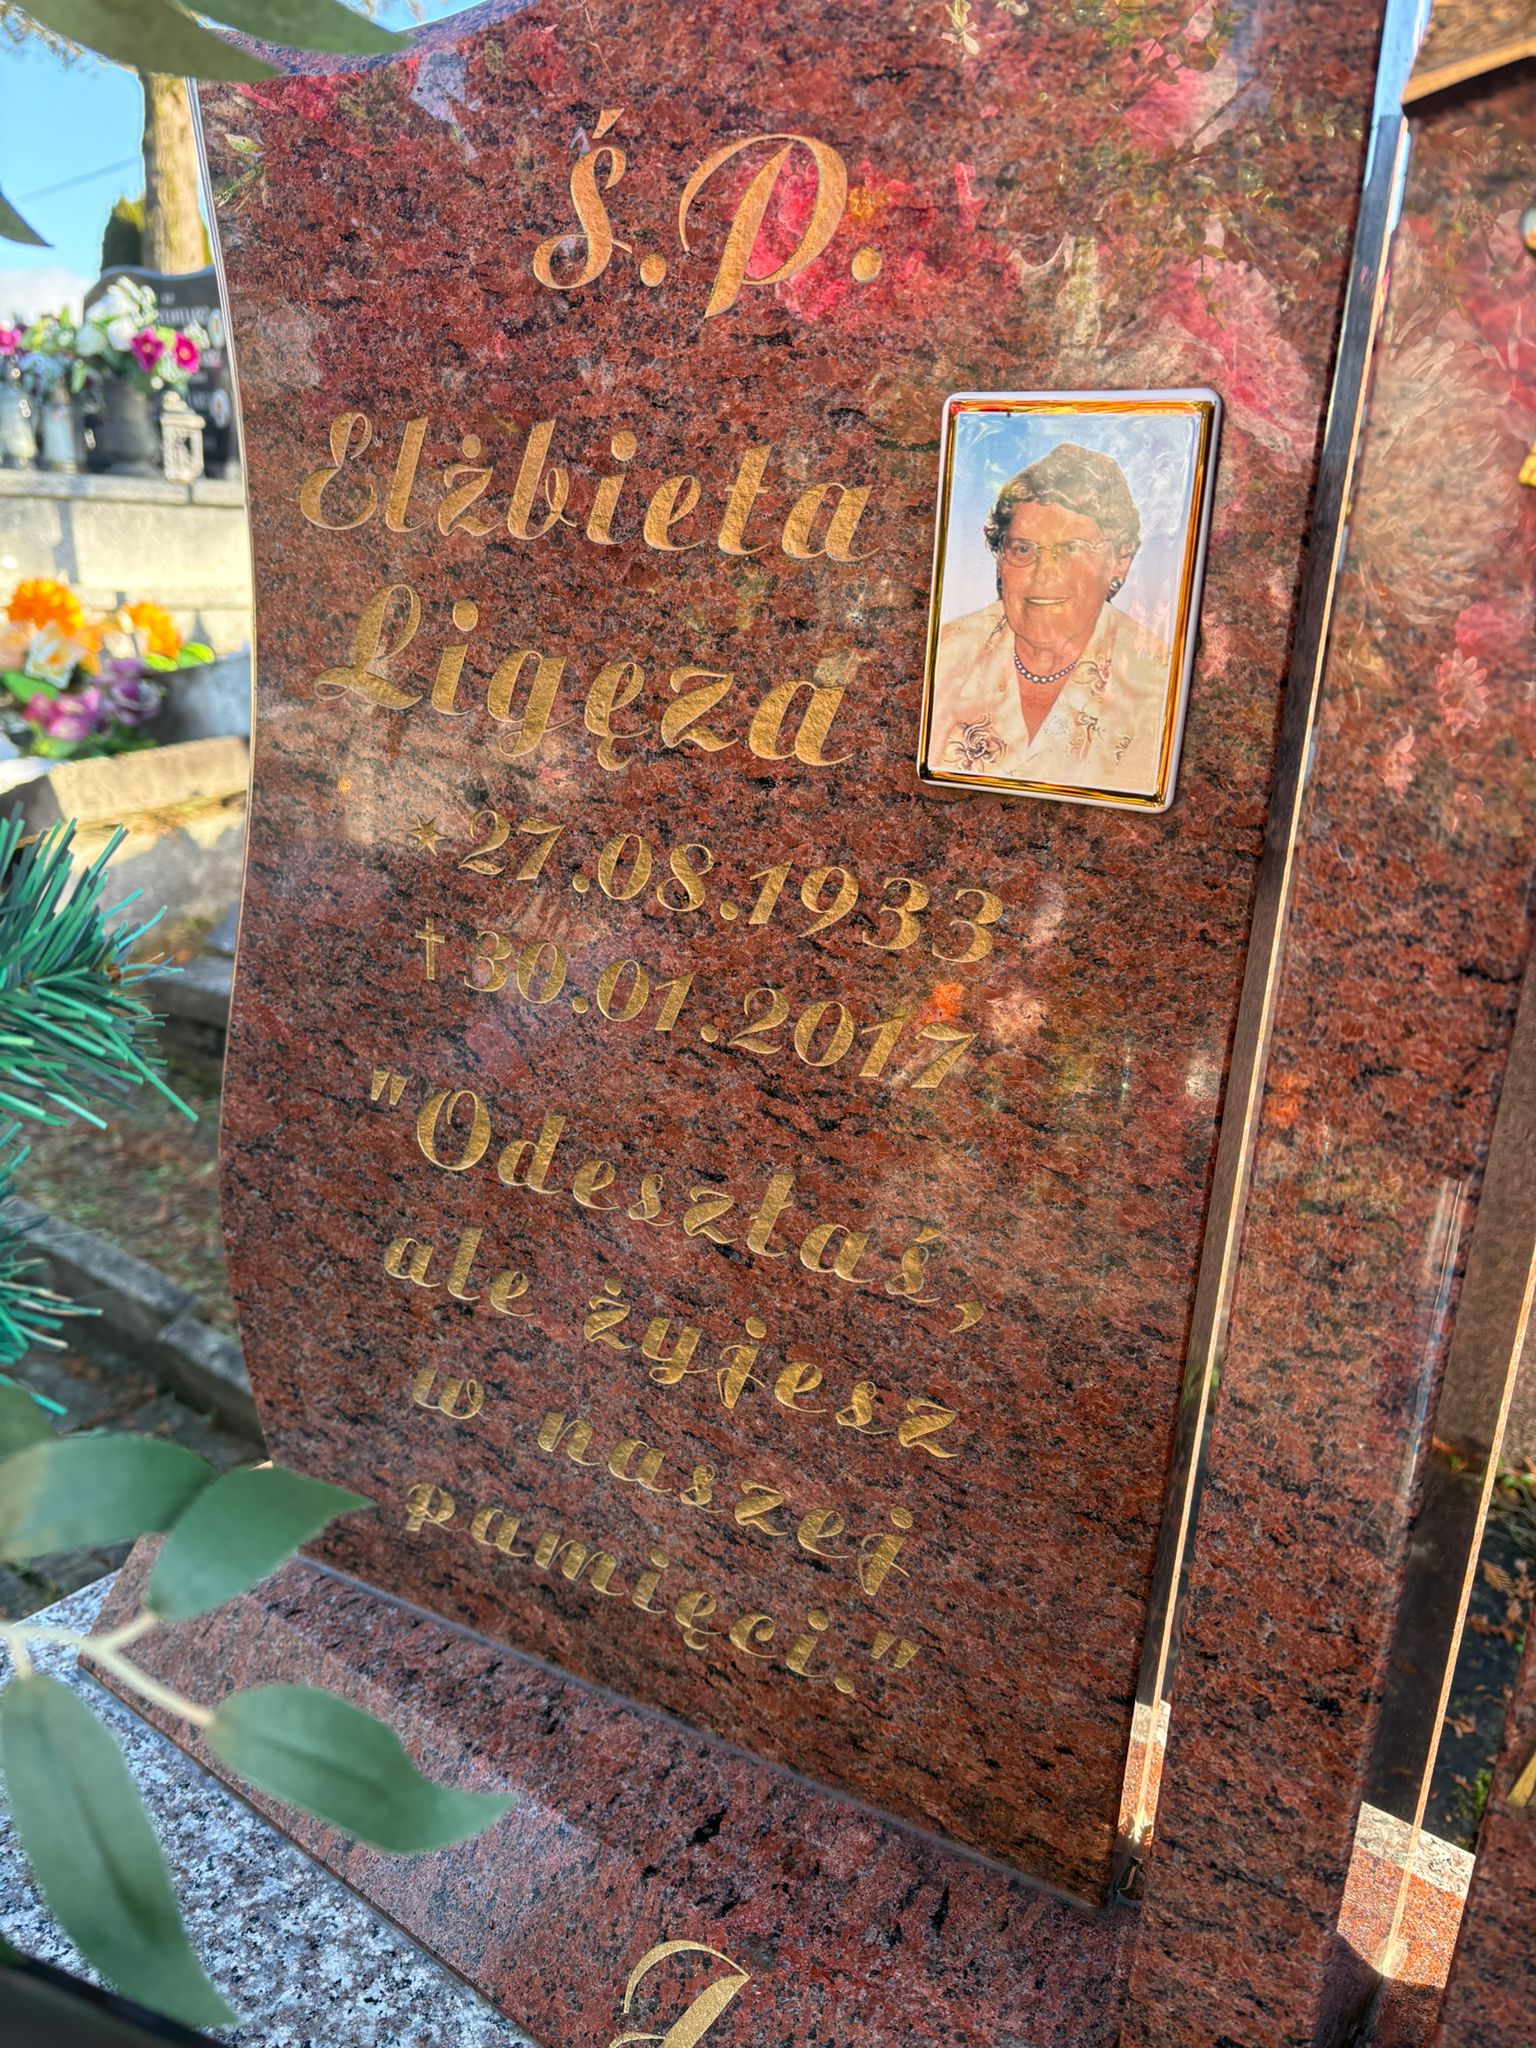 Ś. P.
Elżbieta
Ligęza
* 27.08.1933
† 30.01.2017
"Odeszłaś,
ale żyjesz
w naszej
pamięci."